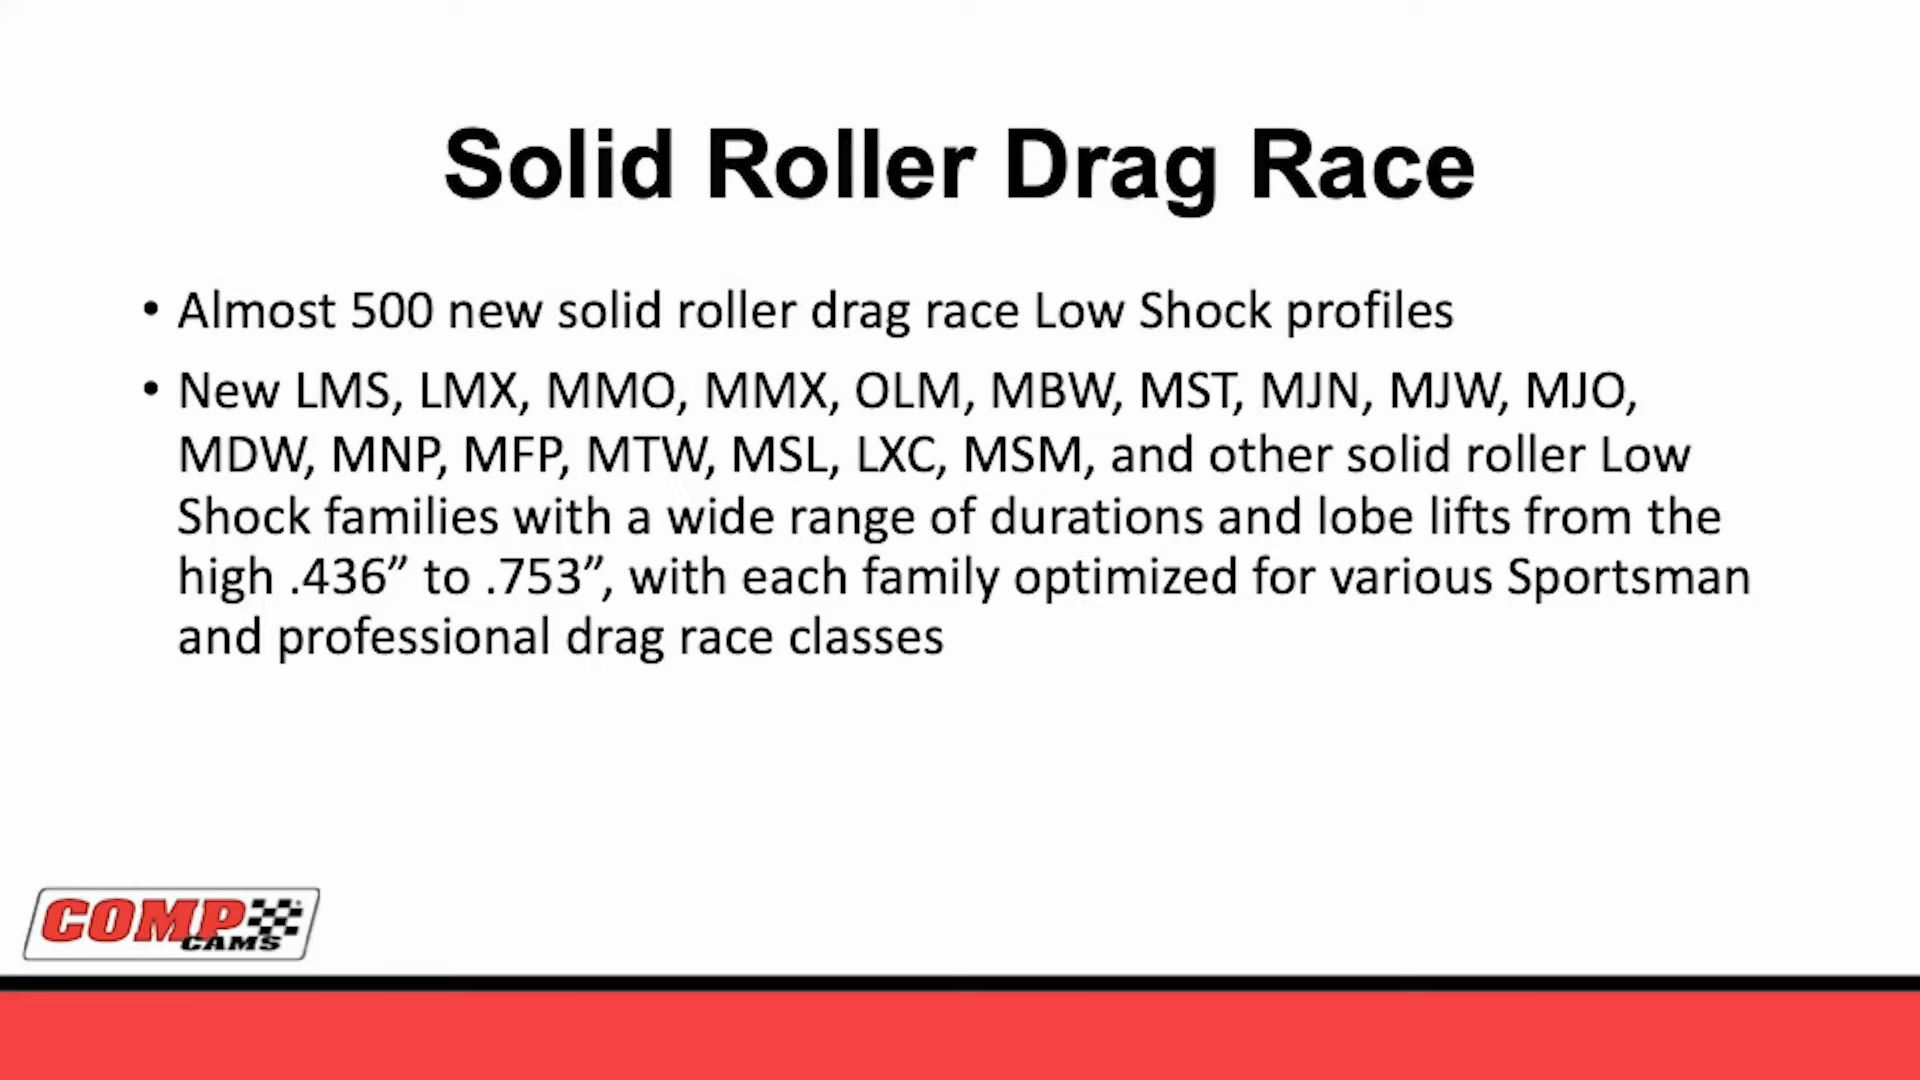 Solid Roller Drag Race
• Almost 500 new solid roller drag race Low Shock profiles
• New LMS, LMX, MMO, MMX, OLM, MBW, MST, MJN, MJW, MJO,
MDW, MNP, MFP, MTW, MSL, LXC, MSM, and other solid roller Low
Shock families with a wide range of durations and lobe lifts from the
high .436” to .753”, with each family optimized for various Sportsman
and professional drag race classes
COMP
CAMS